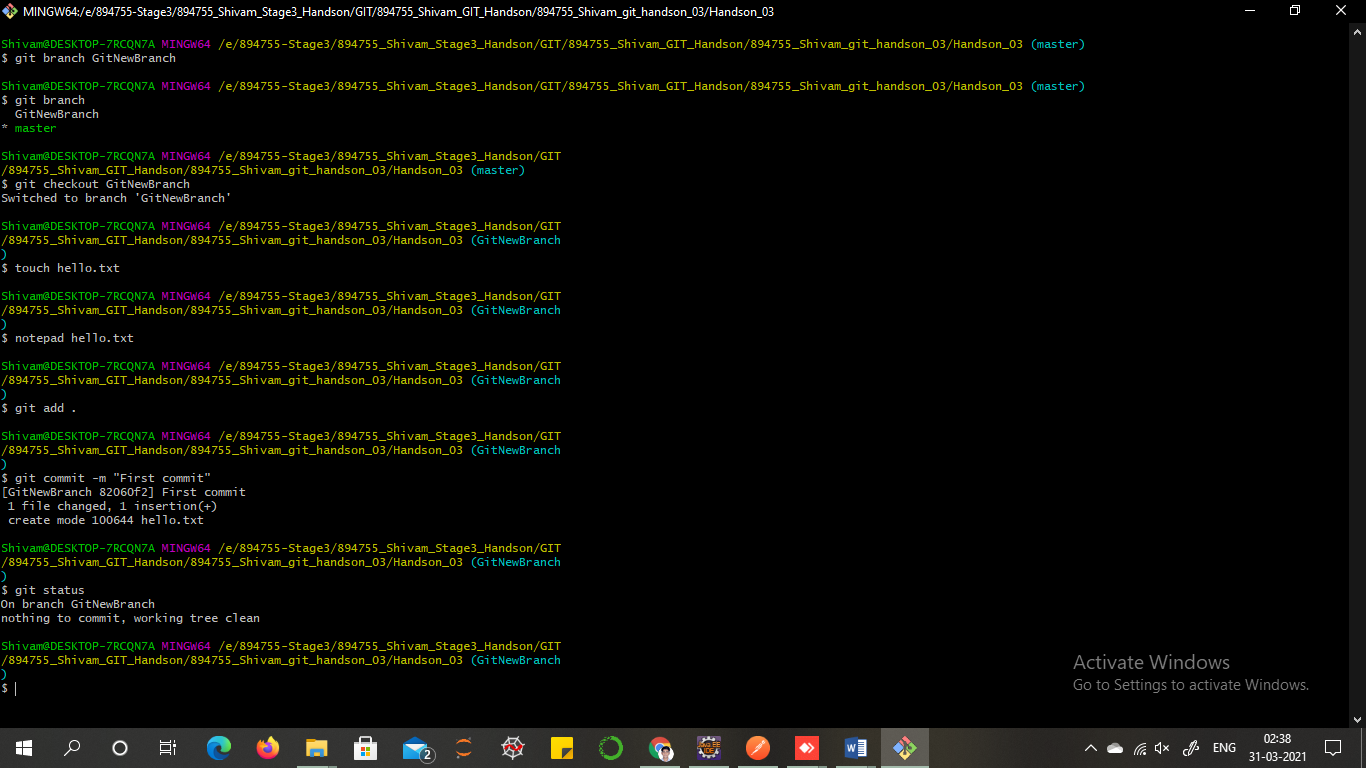 MINGW64:/e/894755-Stage3/894755_Shivam_Stage3_Handson/GIT/894755_Shivam_GIT_Handson/894755_Shivam_git_handson_03/Handson_03
Shivam@DESKTOP-7RCQN7A MINGW64 /e/894755-Stage3/894755_Shivam_Stage3_Handson/GIT/894755_Shivam_GIT_Handson/894755_Shivam_git_handson_03/Handson_03 (master)
$ git branch GitNewBranch
Shivam@DESKTOP-7RCQN7A MINGW64 /e/894755-Stage3/894755_Shivam_Stage3_Handson/GIT/894755_Shivam_GIT_Handson/894755_Shivam_git_handson_03/Handson_03 (master)
$ git branch
  GitNewBranch
* master
Shivam@DESKTOP-7RCQN7A MINGW64 /e/894755-Stage3/894755_Shivam_Stage3_Handson/GIT
/894755_Shivam_GIT_Handson/894755_Shivam_git_handson_03/Handson_03 (master)
$ git checkout GitNewBranch
Switched to branch 'GitNewBranch'
Shivam@DESKTOP-7RCQN7A MINGW64 /e/894755-Stage3/894755_Shivam_Stage3_Handson/GIT
/894755_Shivam_GIT_Handson/894755_Shivam_git_handson_03/Handson_03 (GitNewBranch
)
$ touch hello.txt
Shivam@DESKTOP-7RCQN7A MINGW64 /e/894755-Stage3/894755_Shivam_Stage3_Handson/GIT
/894755_Shivam_GIT_Handson/894755_Shivam_git_handson_03/Handson_03 (GitNewBranch
)
$ notepad hello.txt
Shivam@DESKTOP-7RCQN7A MINGW64 /e/894755-Stage3/894755_Shivam_Stage3_Handson/GIT
/894755_Shivam_GIT_Handson/894755_Shivam_git_handson_03/Handson_03 (GitNewBranch
)
$ git add .
Shivam@DESKTOP-7RCQN7A MINGW64 /e/894755-Stage3/894755_Shivam_Stage3_Handson/GIT
/894755_Shivam_GIT_Handson/894755_Shivam_git_handson_03/Handson_03 (GitNewBranch
)
$ git commit -m "First commit"
[GitNewBranch 82060f2] First commit
 1 file changed, 1 insertion(+)
 create mode 100644 hello.txt
Shivam@DESKTOP-7RCQN7A MINGW64 /e/894755-Stage3/894755_Shivam_Stage3_Handson/GIT
/894755_Shivam_GIT_Handson/894755_Shivam_git_handson_03/Handson_03 (GitNewBranch
)
$ git status
On branch GitNewBranch
nothing to commit, working tree clean
Shivam@DESKTOP-7RCQN7A MINGW64 /e/894755-Stage3/894755_Shivam_Stage3_Handson/GIT
/894755_Shivam_GIT_Handson/894755_Shivam_git_handson_03/Handson_03 (GitNewBranch
)
$
Activate Windows
Go to Settings to activate Windows.
2
Java EE
IDE
W
ENG
02:38
31-03-2021